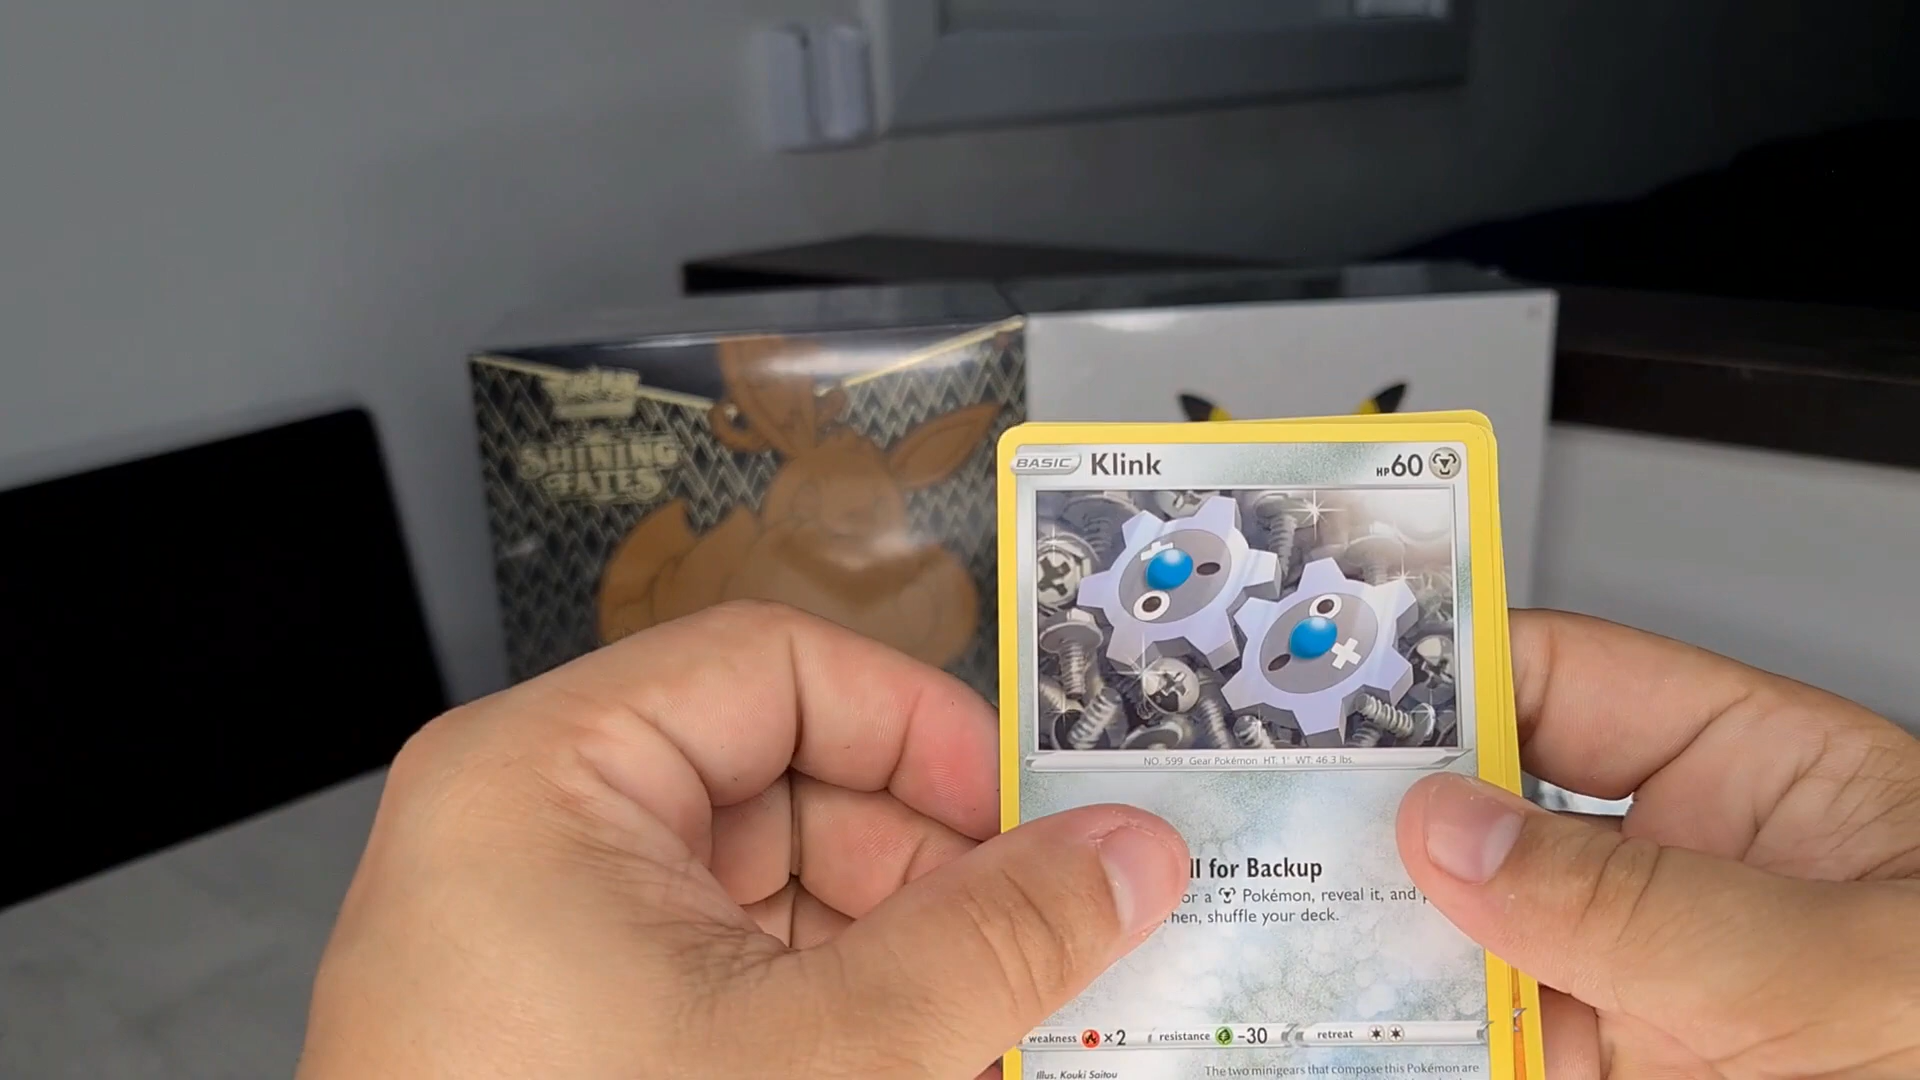 SHINING
FATES
BASIC Klink HP60
NO. 599 Gear Pokémon HT: 1' WT: 46.3 lbs.
ll for Backup
or a Pokémon, reveal it, and
hen, shuffle your deck.
weakness ×2 resistance -30 retreat
Illus. Kouki Saitou
The two minigears that compose this Pokémon are